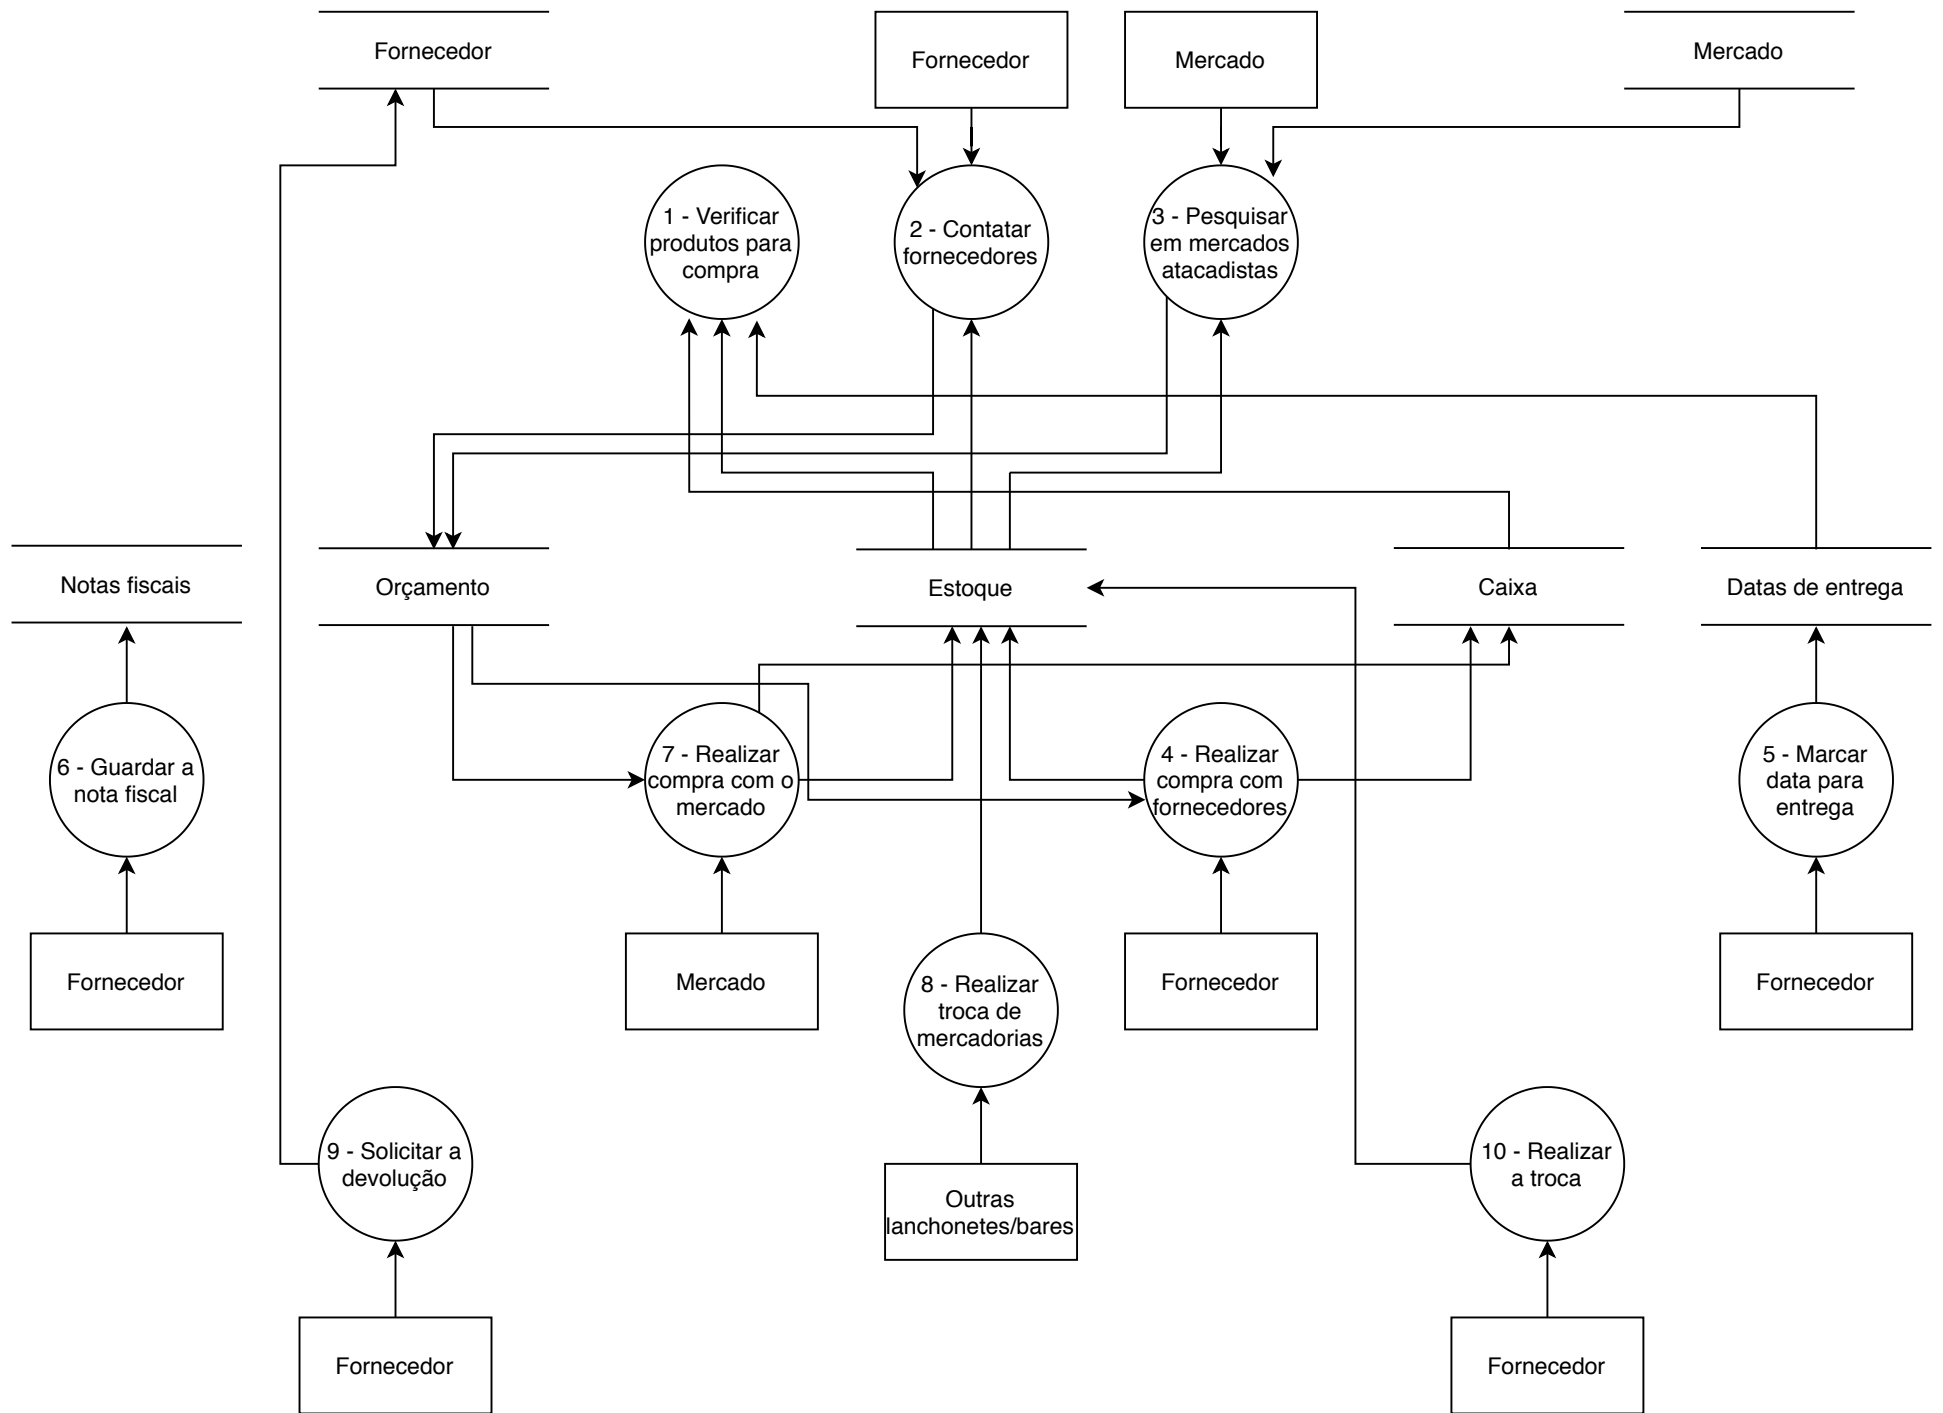 Fornecedor
Fornecedor
Mercado
Mercado
1 - Verificar
produtos para
compra
2 - Contatar
fornecedores
3 - Pesquisar
em mercados
atacadistas
Notas fiscais
Orçamento
Estoque
Caixa
Datas de entrega
6 - Guardar a
nota fiscal
7 - Realizar
compra com o
mercado
4 - Realizar
compra com
fornecedores
5 - Marcar
data para
entrega
Fornecedor
Mercado
8 - Realizar
troca de
mercadorias
Fornecedor
Fornecedor
9 - Solicitar a
devolução
Outras
lanchonetes/bares
10 - Realizar
a troca
Fornecedor
Fornecedor